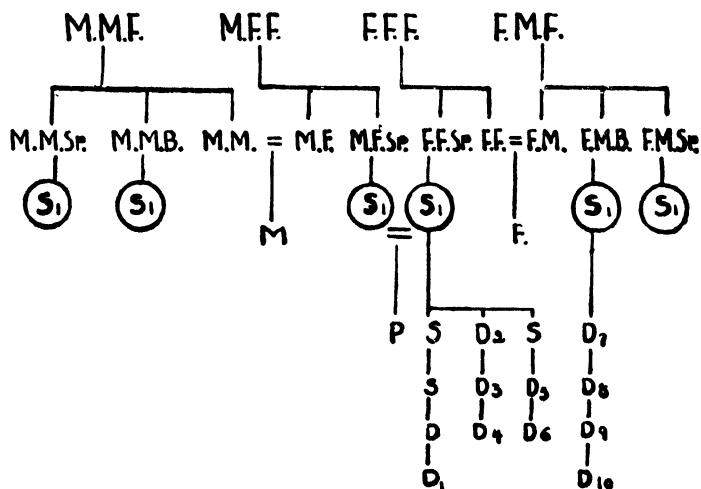 M.M.F. M.F.F. F.F.F. F.M.F.
M.M.Sr. M.M.B. M.M. = M.F. M.F.Sr. F.F.Sr. F.F. = F.M. F.M.B. F.M.Sr.
S1 S1 S1 S1 S1 S1
M = F.
P S D2 S D7
S D3 D5 D8
D D4 D6 D9
D1 D10